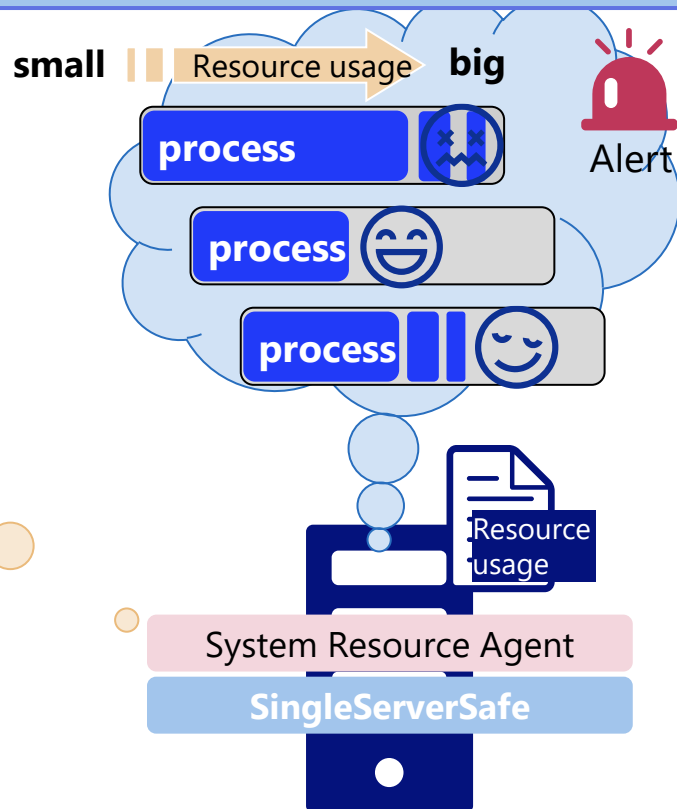 small
Resource usage
big
Alert
process
process
process
Resource
usage
System Resource Agent
SingleServerSafe